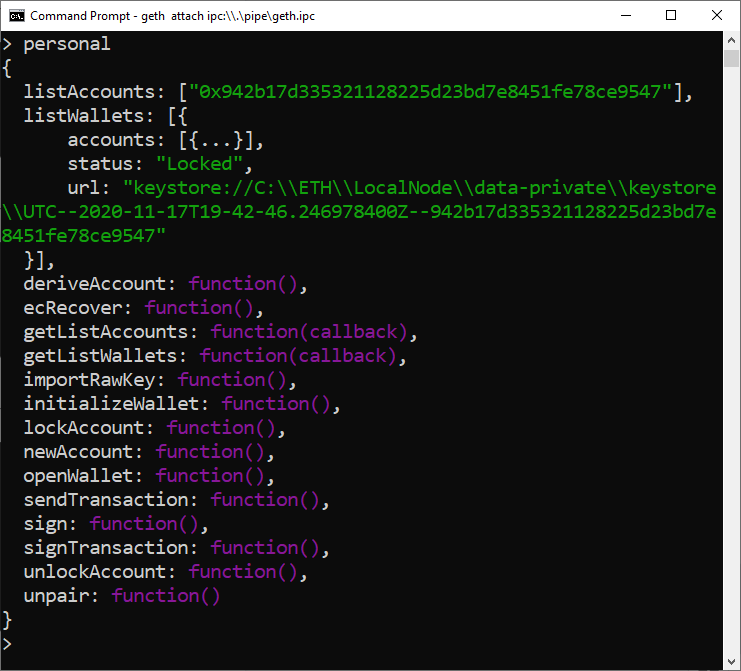 Command Prompt - geth  attach ipc:\\.\pipe\geth.ipc
> personal
{
  listAccounts: ["0x942b17d335321128225d23bd7e8451fe78ce9547"],
  listWallets: [{
      accounts: [{...}],
      status: "Locked",
      url: "keystore://C:\\ETH\\LocalNode\\data-private\\keystore
\\UTC--2020-11-17T19-42-46.246978400Z--942b17d335321128225d23bd7e
8451fe78ce9547"
  }],
  deriveAccount: function(),
  ecRecover: function(),
  getListAccounts: function(callback),
  getListWallets: function(callback),
  importRawKey: function(),
  initializeWallet: function(),
  lockAccount: function(),
  newAccount: function(),
  openWallet: function(),
  sendTransaction: function(),
  sign: function(),
  signTransaction: function(),
  unlockAccount: function(),
  unpair: function()
}
>